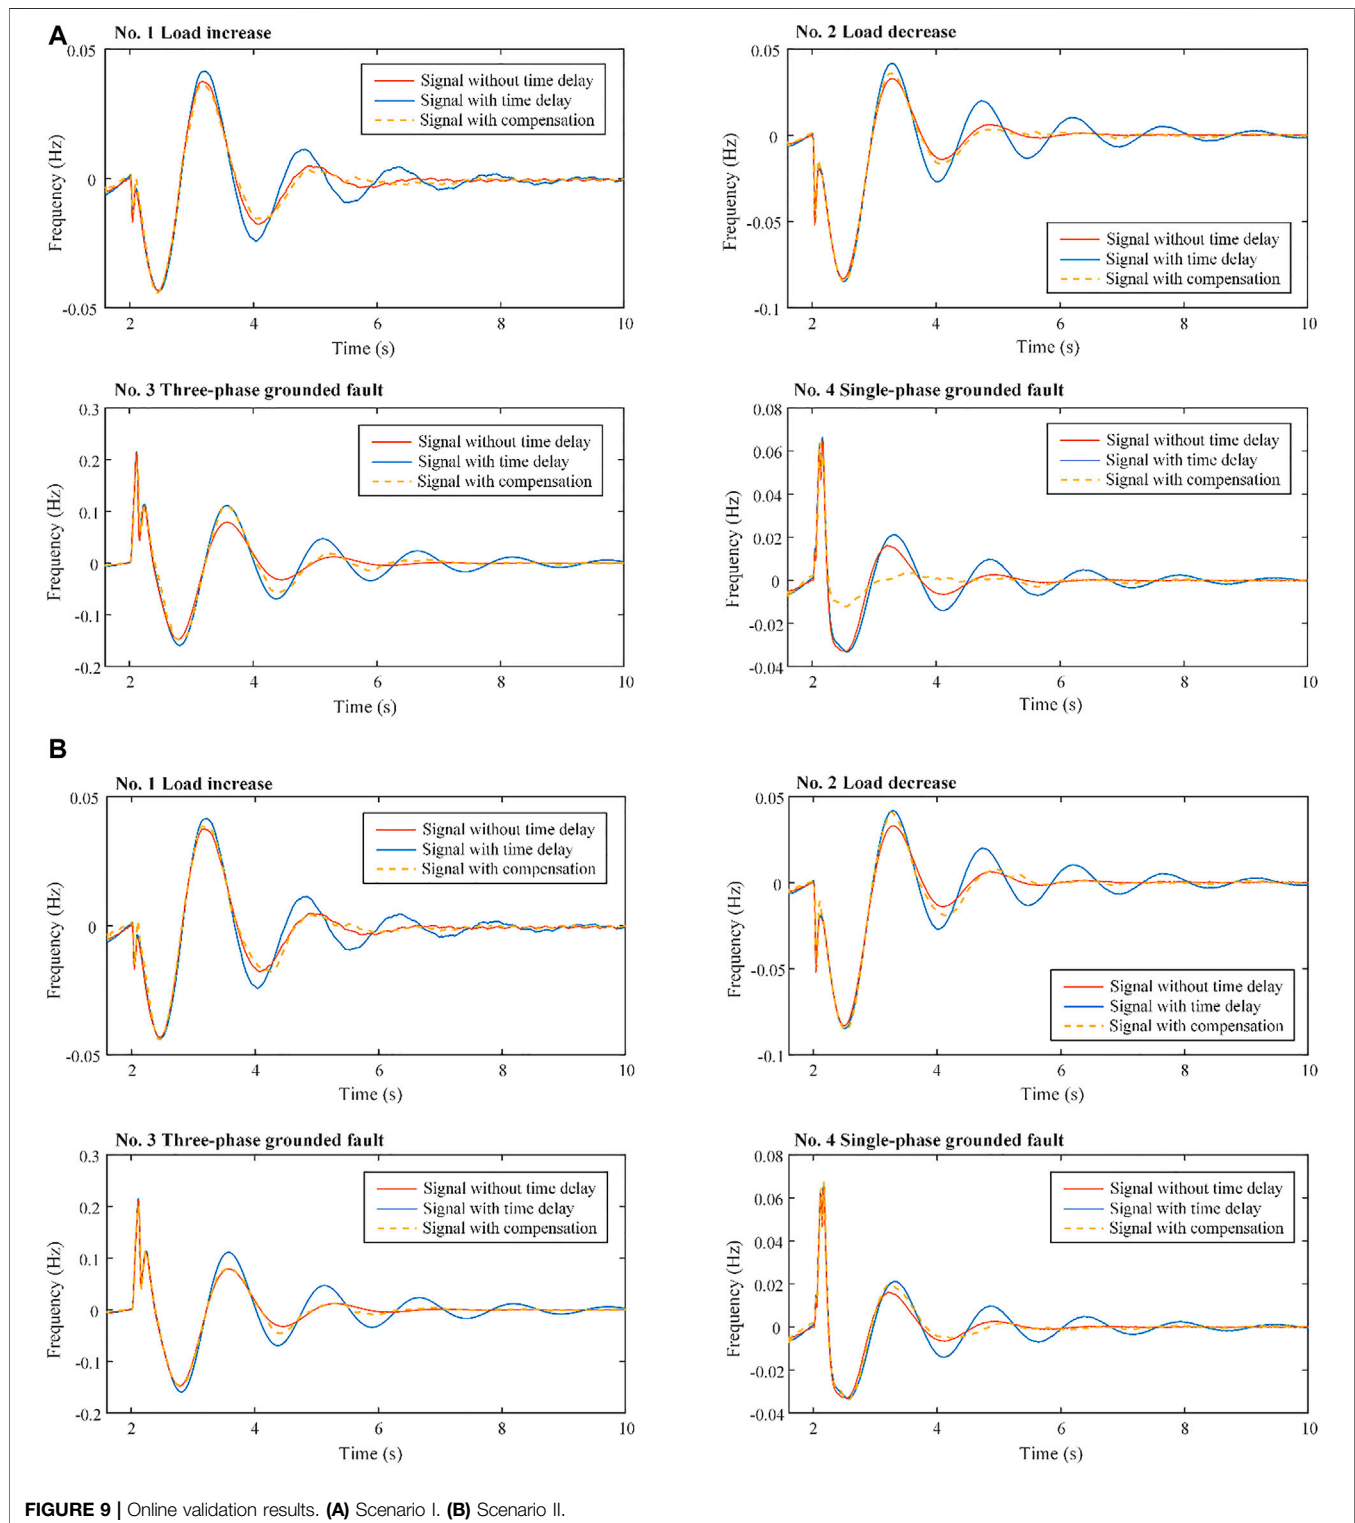 A
No. 1 Load increase
0.05
0
-0.05
Frequency (Hz)
Signal without time delay
Signal with time delay
Signal with compensation
2 4 6 8 10
Time (s)
No. 2 Load decrease
0.05
0
-0.05
-0.1
Frequency (Hz)
Signal without time delay
Signal with time delay
Signal with compensation
2 4 6 8 10
Time (s)
No. 3 Three-phase grounded fault
0.3
0.2
0.1
0
-0.1
-0.2
Frequency (Hz)
Signal without time delay
Signal with time delay
Signal with compensation
2 4 6 8 10
Time (s)
No. 4 Single-phase grounded fault
0.08
0.06
0.04
0.02
0
-0.02
-0.04
Frequency (Hz)
Signal without time delay
Signal with time delay
Signal with compensation
2 4 6 8 10
Time (s)
B
No. 1 Load increase
0.05
0
-0.05
Frequency (Hz)
Signal without time delay
Signal with time delay
Signal with compensation
2 4 6 8 10
Time (s)
No. 2 Load decrease
0.05
0
-0.05
-0.1
Frequency (Hz)
Signal without time delay
Signal with time delay
Signal with compensation
2 4 6 8 10
Time (s)
No. 3 Three-phase grounded fault
0.3
0.2
0.1
0
-0.1
-0.2
Frequency (Hz)
Signal without time delay
Signal with time delay
Signal with compensation
2 4 6 8 10
Time (s)
No. 4 Single-phase grounded fault
0.08
0.06
0.04
0.02
0
-0.02
-0.04
Frequency (Hz)
Signal without time delay
Signal with time delay
Signal with compensation
2 4 6 8 10
Time (s)
FIGURE 9 | Online validation results. (A) Scenario I. (B) Scenario II.